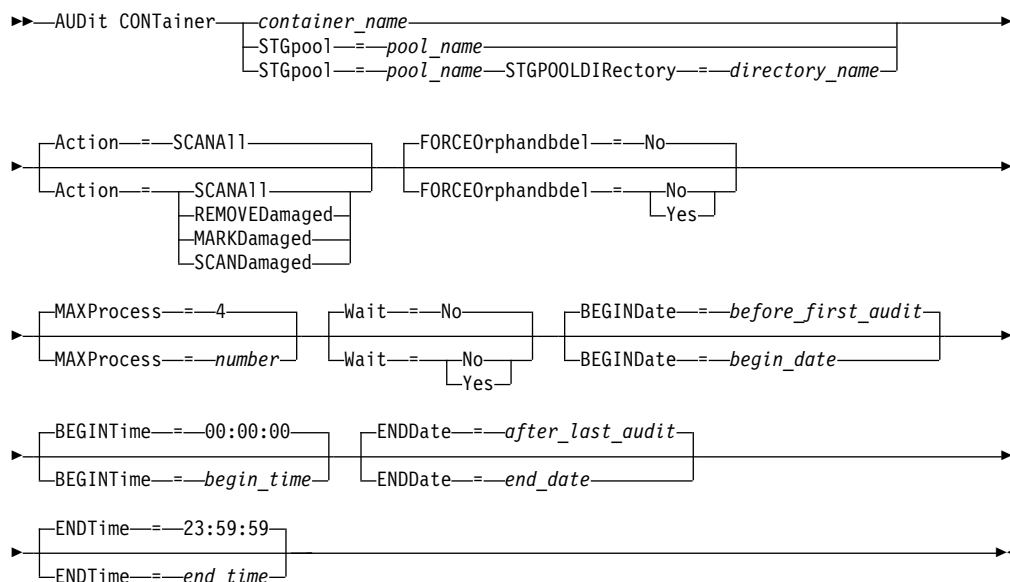 AUDit CONTainer container_name
STGpool = pool_name
STGpool = pool_name STGPOOLDIRectory = directory_name
Action = SCANAll FORCEOrphandbdel = No
Action = SCANAll FORCEOrphandbdel = No
REMOVEDamaged Yes
MARKDamaged
SCANDamaged
MAXProcess = 4 Wait = No BEGINDate = before_first_audit
MAXProcess = number Wait = No BEGINDate = begin_date
Yes
BEGINTime = 00:00:00 ENDDate = after_last_audit
BEGINTime = begin_time ENDDate = end_date
ENDTime = 23:59:59
ENDTime = end_time